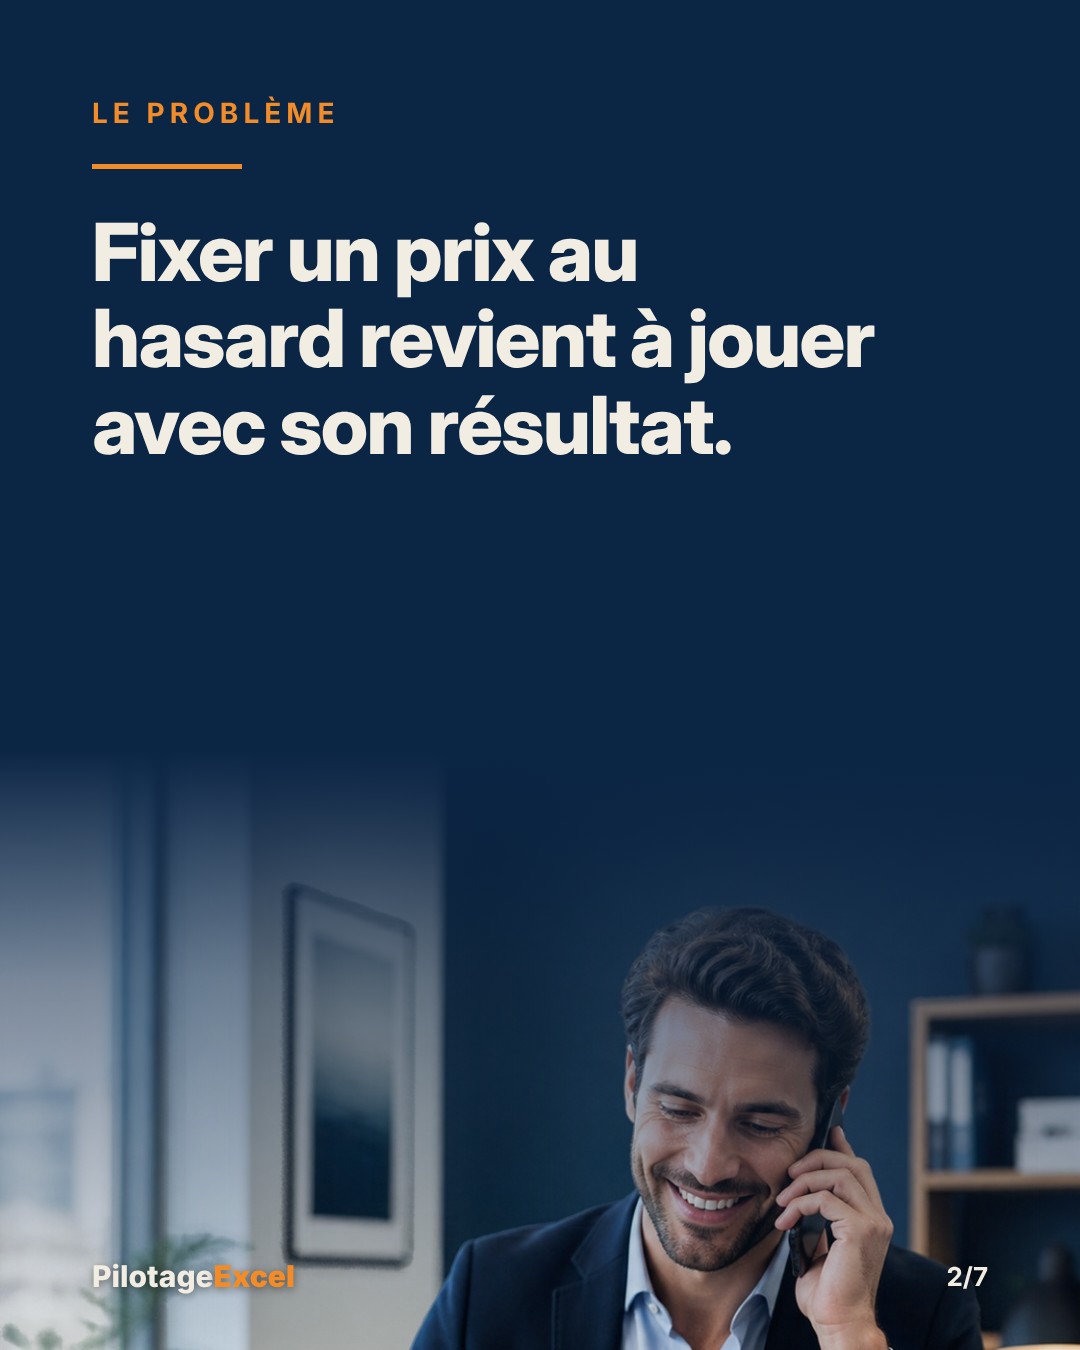 LE PROBLÈME
Fixer un prix au
hasard revient à jouer
avec son résultat.
PilotageExcel
2/7